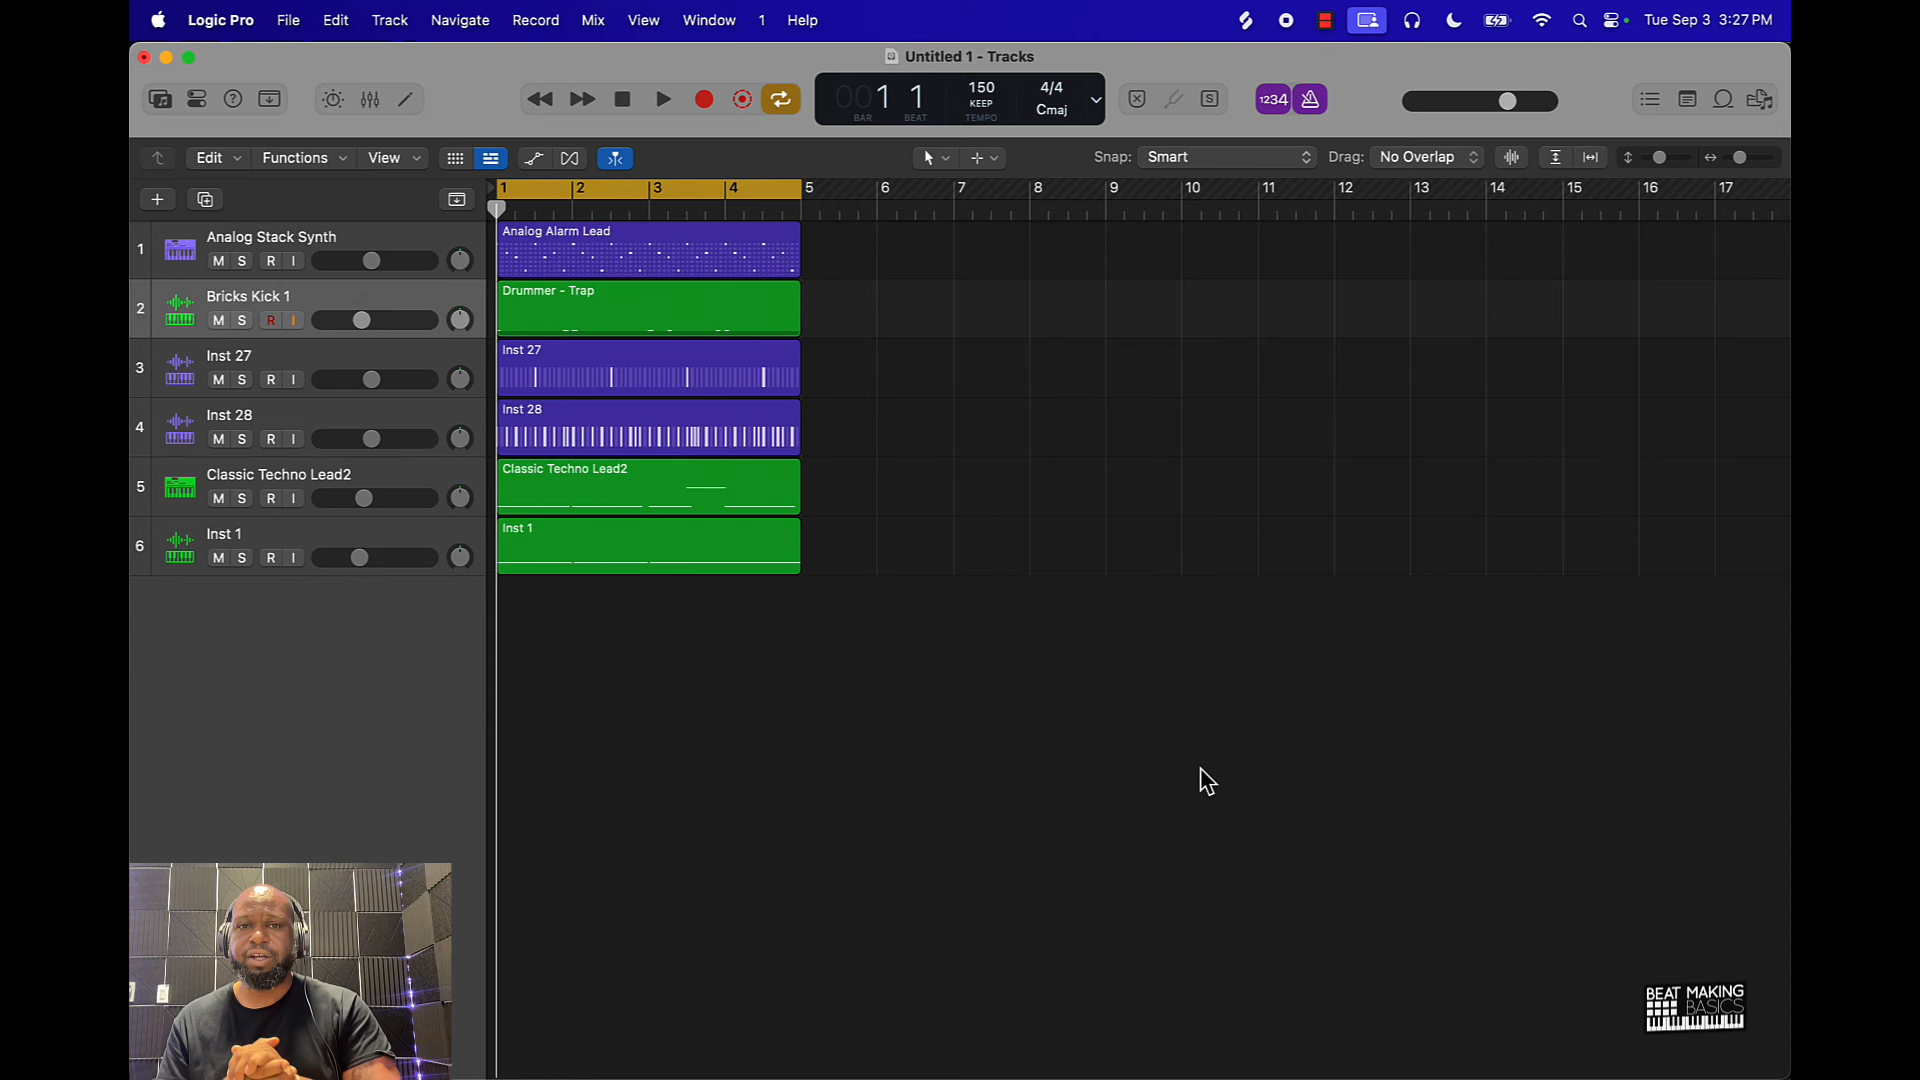 Logic Pro File Edit Track Navigate Record Mix View Window 1 Help Tue Sep 3 3:27 PM
Untitled 1 - Tracks
001 1 150 KEEP 4/4 Cmaj
BAR BEAT TEMPO
S 1234
Edit Functions View Snap: Smart Drag: No Overlap
1 2 3 4 5 6 7 8 9 10 11 12 13 14 15 16 17
1 Analog Stack Synth
M S R I
Analog Alarm Lead
2 Bricks Kick 1
M S R I
Drummer - Trap
3 Inst 27
M S R I
Inst 27
4 Inst 28
M S R I
Inst 28
5 Classic Techno Lead2
M S R I
Classic Techno Lead2
6 Inst 1
M S R I
Inst 1
BEAT MAKING
BASICS